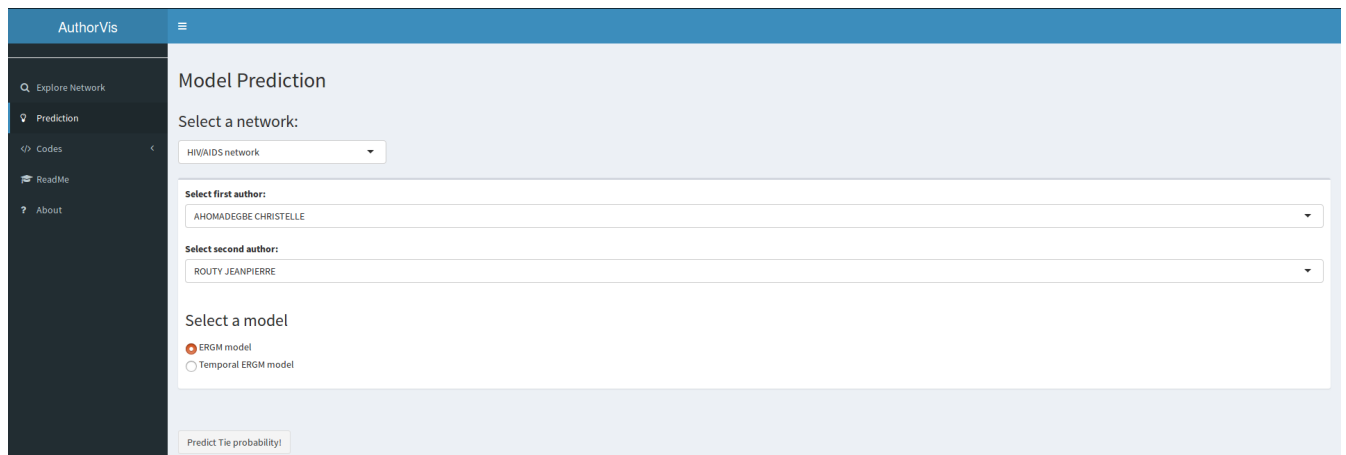 AuthorVis
Explore Network
Prediction
</> Codes
ReadMe
? About
Model Prediction
Select a network:
HIV/AIDS network
Select first author:
AHOMADEGBE CHRISTELLE
Select second author:
ROUTY JEANPIERRE
Select a model
ERGM model
Temporal ERGM model
Predict Tie probability!